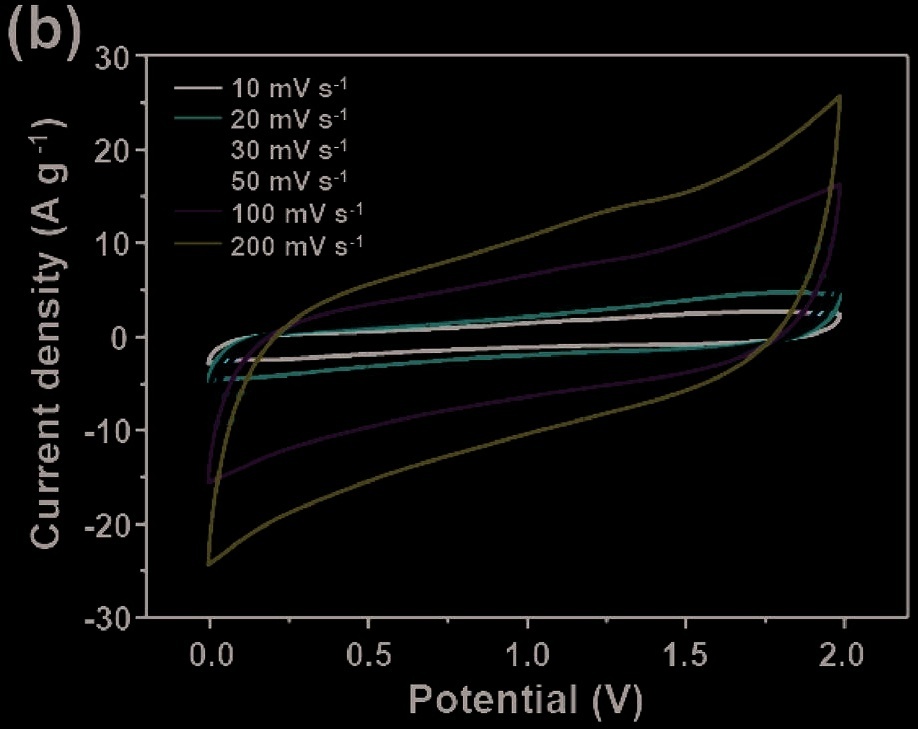 (b)
30
20
10
0
-10
-20
-30
Current density (A g⁻¹)
10 mV s⁻¹
20 mV s⁻¹
30 mV s⁻¹
50 mV s⁻¹
100 mV s⁻¹
200 mV s⁻¹
0.0 0.5 1.0 1.5 2.0
Potential (V)